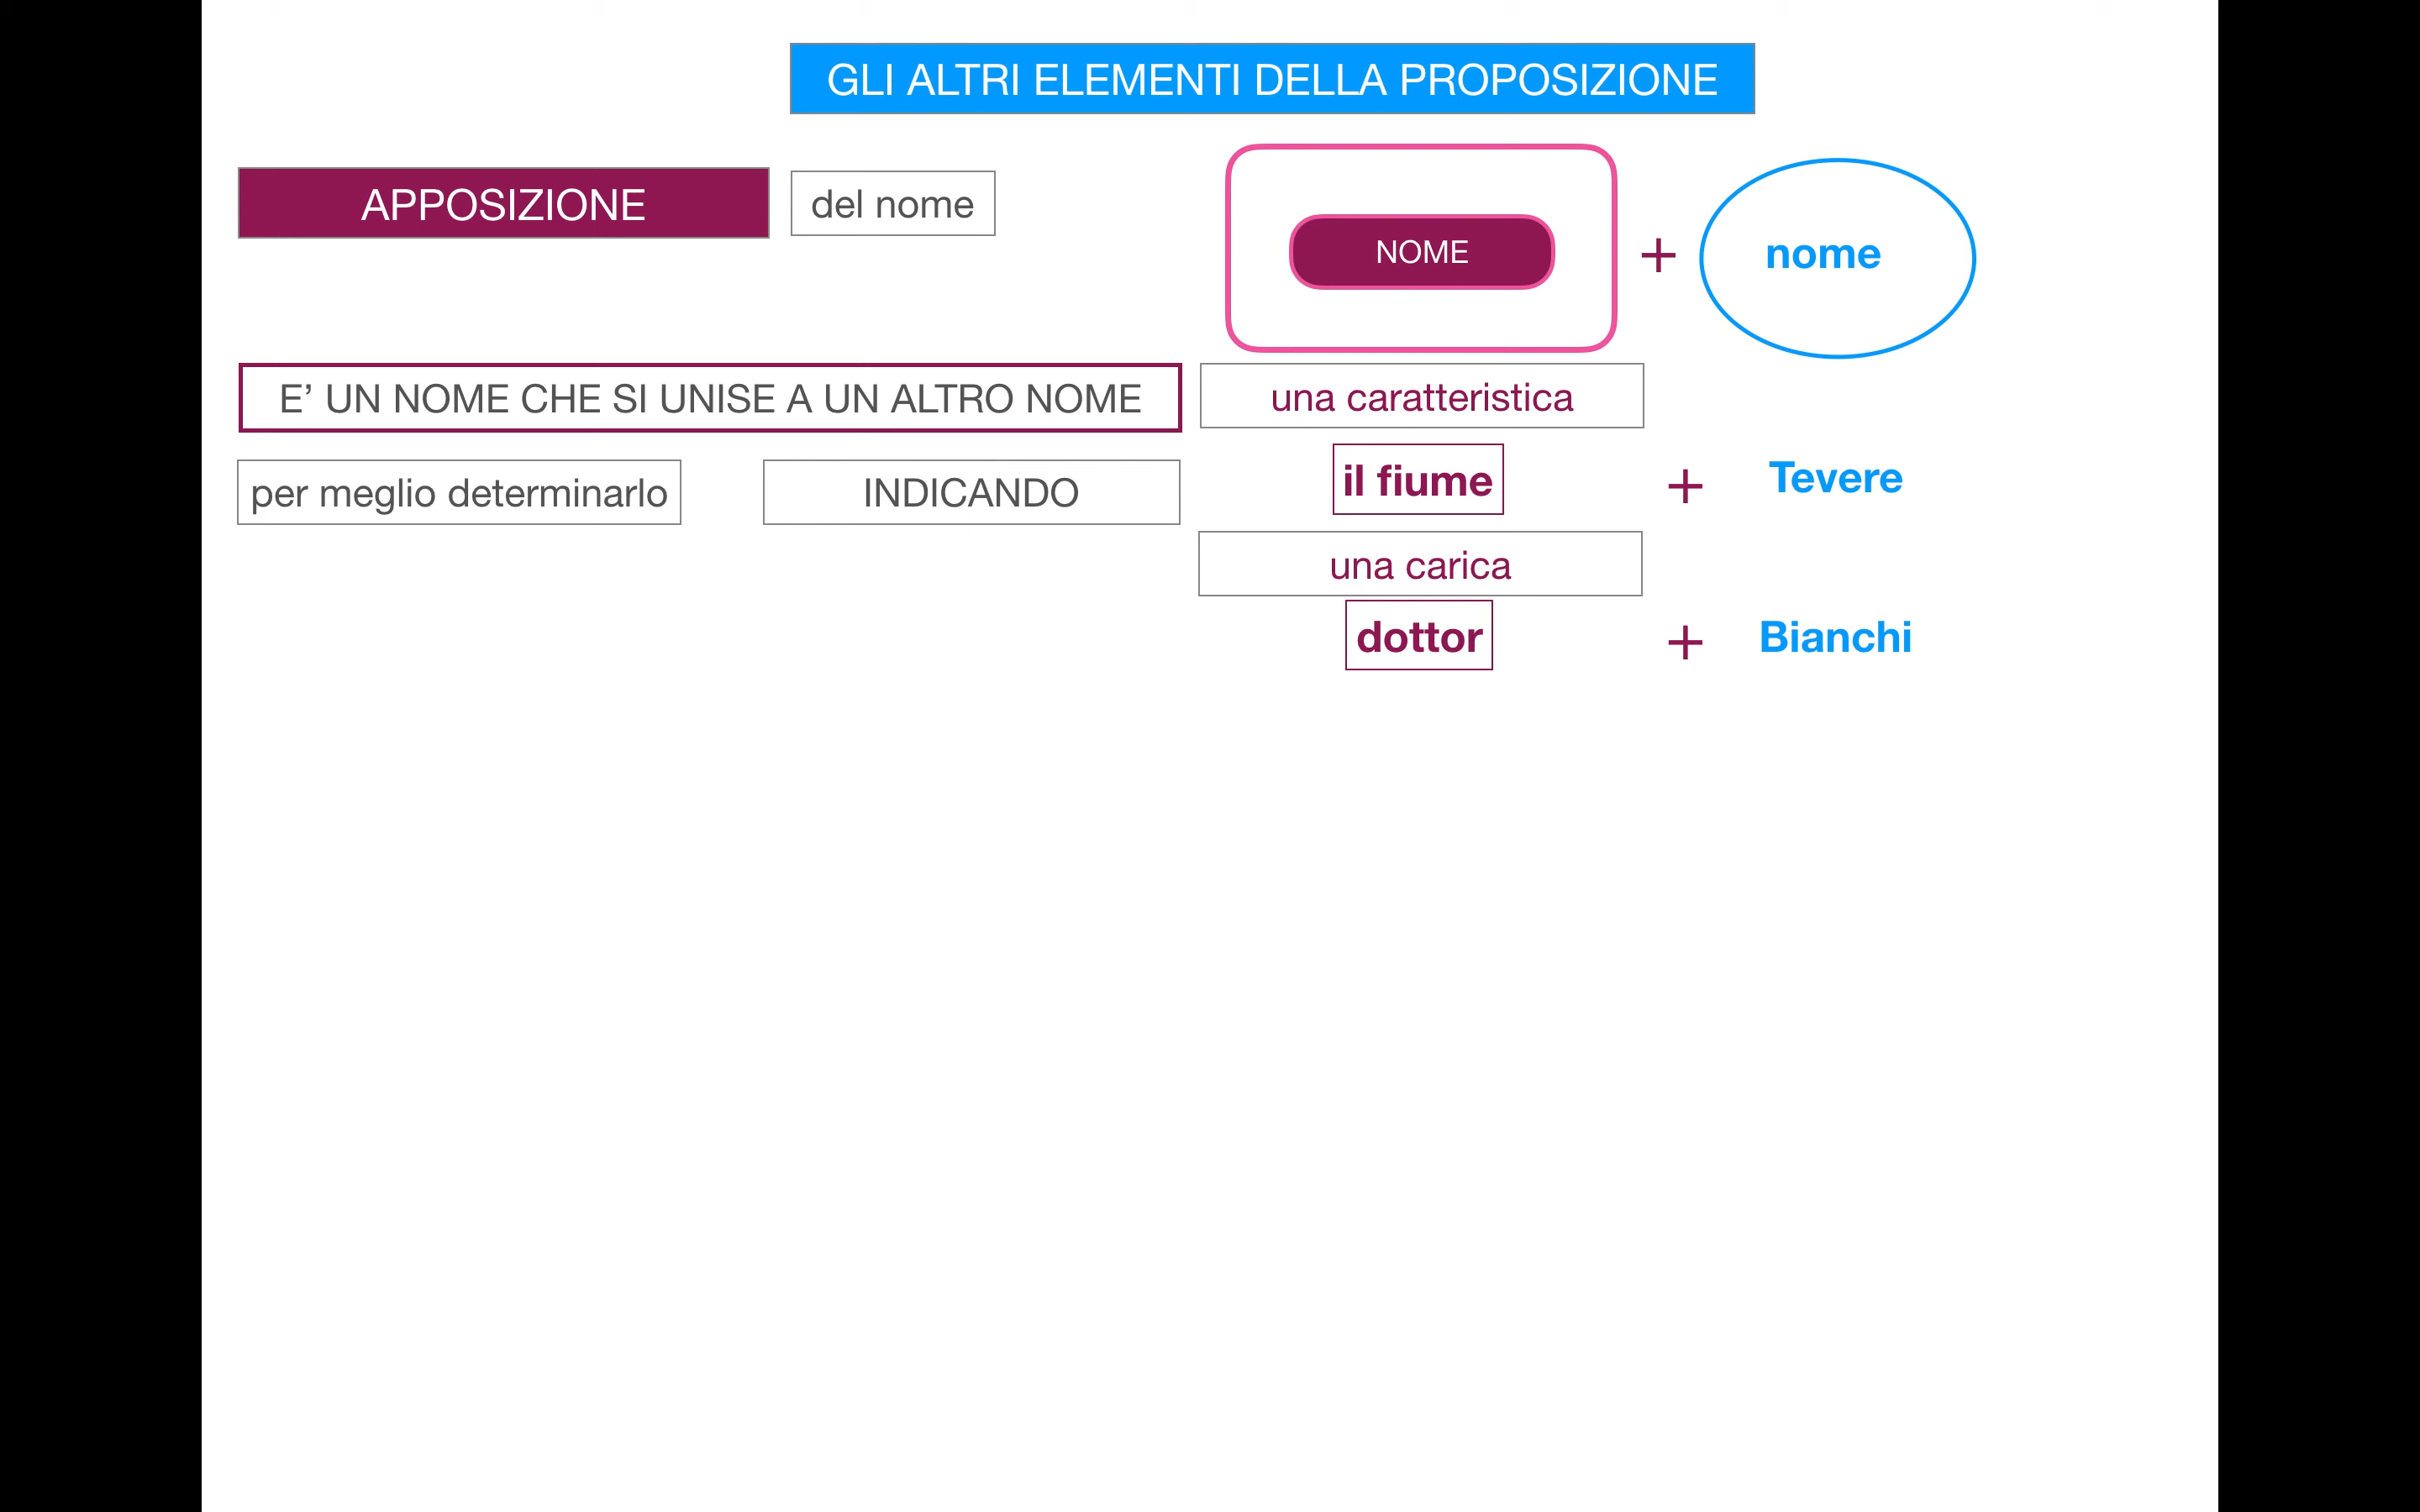 GLI ALTRI ELEMENTI DELLA PROPOSIZIONE
APPOSIZIONE
del nome
NOME
+
nome
E’ UN NOME CHE SI UNISE A UN ALTRO NOME
una caratteristica
per meglio determinarlo
INDICANDO
il fiume
+
Tevere
una carica
dottor
+
Bianchi